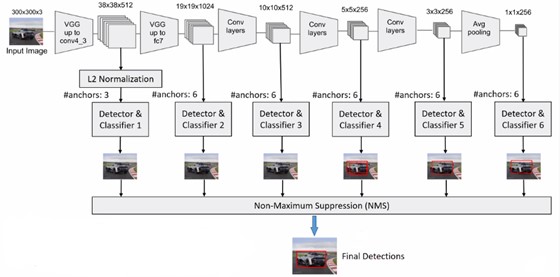 300x300x3
Input Image
VGG
up to
conv4_3
38x38x512
VGG
up to
fc7
19x19x1024
Conv
layers
10x10x512
Conv
layers
5x5x256
Conv
layers
3x3x256
Avg
pooling
1x1x256
L2 Normalization
#anchors: 3
#anchors: 6
#anchors: 6
#anchors: 6
#anchors: 6
#anchors: 6
Detector &
Classifier 1
Detector &
Classifier 2
Detector &
Classifier 3
Detector &
Classifier 4
Detector &
Classifier 5
Detector &
Classifier 6
Non-Maximum Suppression (NMS)
Final Detections